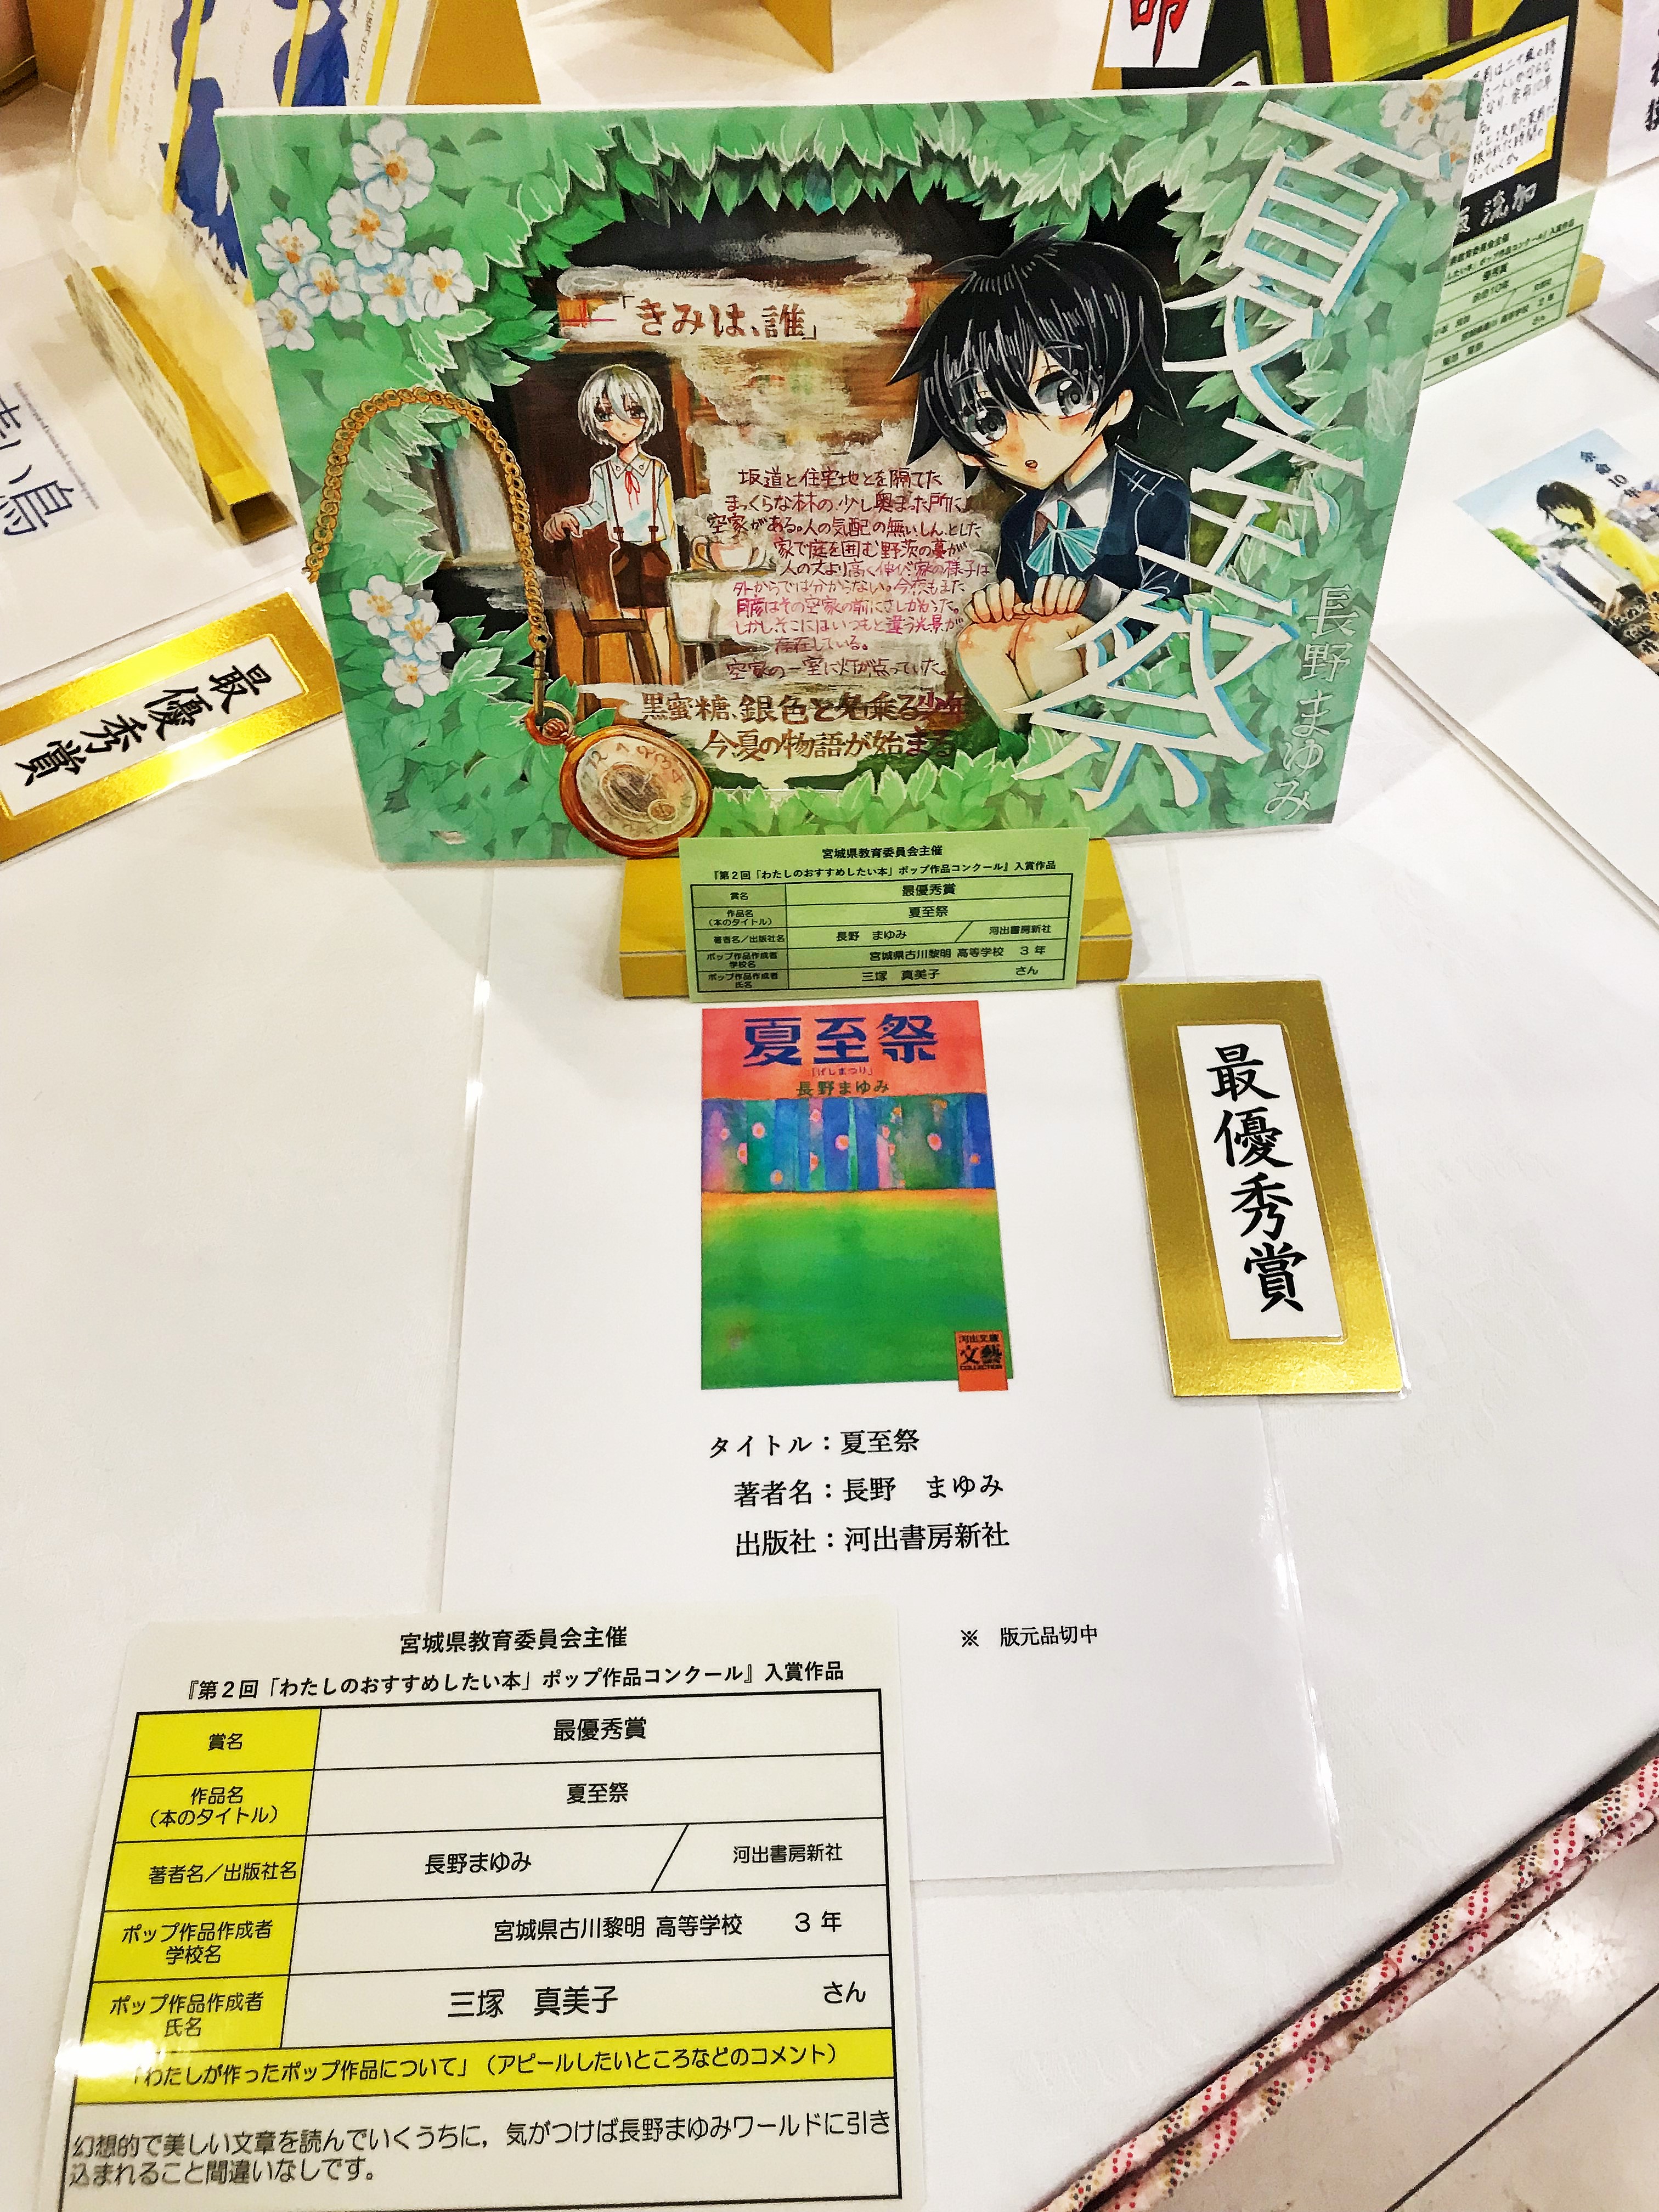 夏至祭
長野まゆみ
「きみは、誰」
坂道と住宅地とを隔てた
まっくらな林の少し奥まった所に
空家がある。人の気配の無いしんとした
家で庭を囲む野茨の蔓が
人の丈より高く伸び、家の様子は
外からでは分からない。今夜もまた
月彦はその空家の前にさしかかった。
しかし、そこにはいつもと違う光景が
存在している。
空家の一室に灯が点っていた。
黒蜜糖、銀色と名乗る少年
今、夏の物語が始まる
最優秀賞
宮城県教育委員会主催
『第2回「わたしのおすすめしたい本」ポップ作品コンクール』入賞作品
賞名 最優秀賞
作品名
（本のタイトル） 夏至祭
著者名／出版社名 長野 まゆみ ／ 河出書房新社
ポップ作品作成者
学校名 宮城県古川黎明 高等学校 3 年
ポップ作品作成者
氏名 三塚 真美子 さん
夏至祭
「げしまつり」
長野まゆみ
河出文庫
文藝
COLLECTION
最優秀賞
タイトル：夏至祭
著者名：長野 まゆみ
出版社：河出書房新社
※ 版元品切中
宮城県教育委員会主催
『第2回「わたしのおすすめしたい本」ポップ作品コンクール』入賞作品
賞名 最優秀賞
作品名
（本のタイトル） 夏至祭
著者名／出版社名 長野まゆみ ／ 河出書房新社
ポップ作品作成者
学校名 宮城県古川黎明 高等学校 3 年
ポップ作品作成者
氏名 三塚 真美子 さん
「わたしが作ったポップ作品について」（アピールしたいところなどのコメント）
幻想的で美しい文章を読んでいくうちに，気がつけば長野まゆみワールドに引き
込まれること間違いなしです。
余命10年